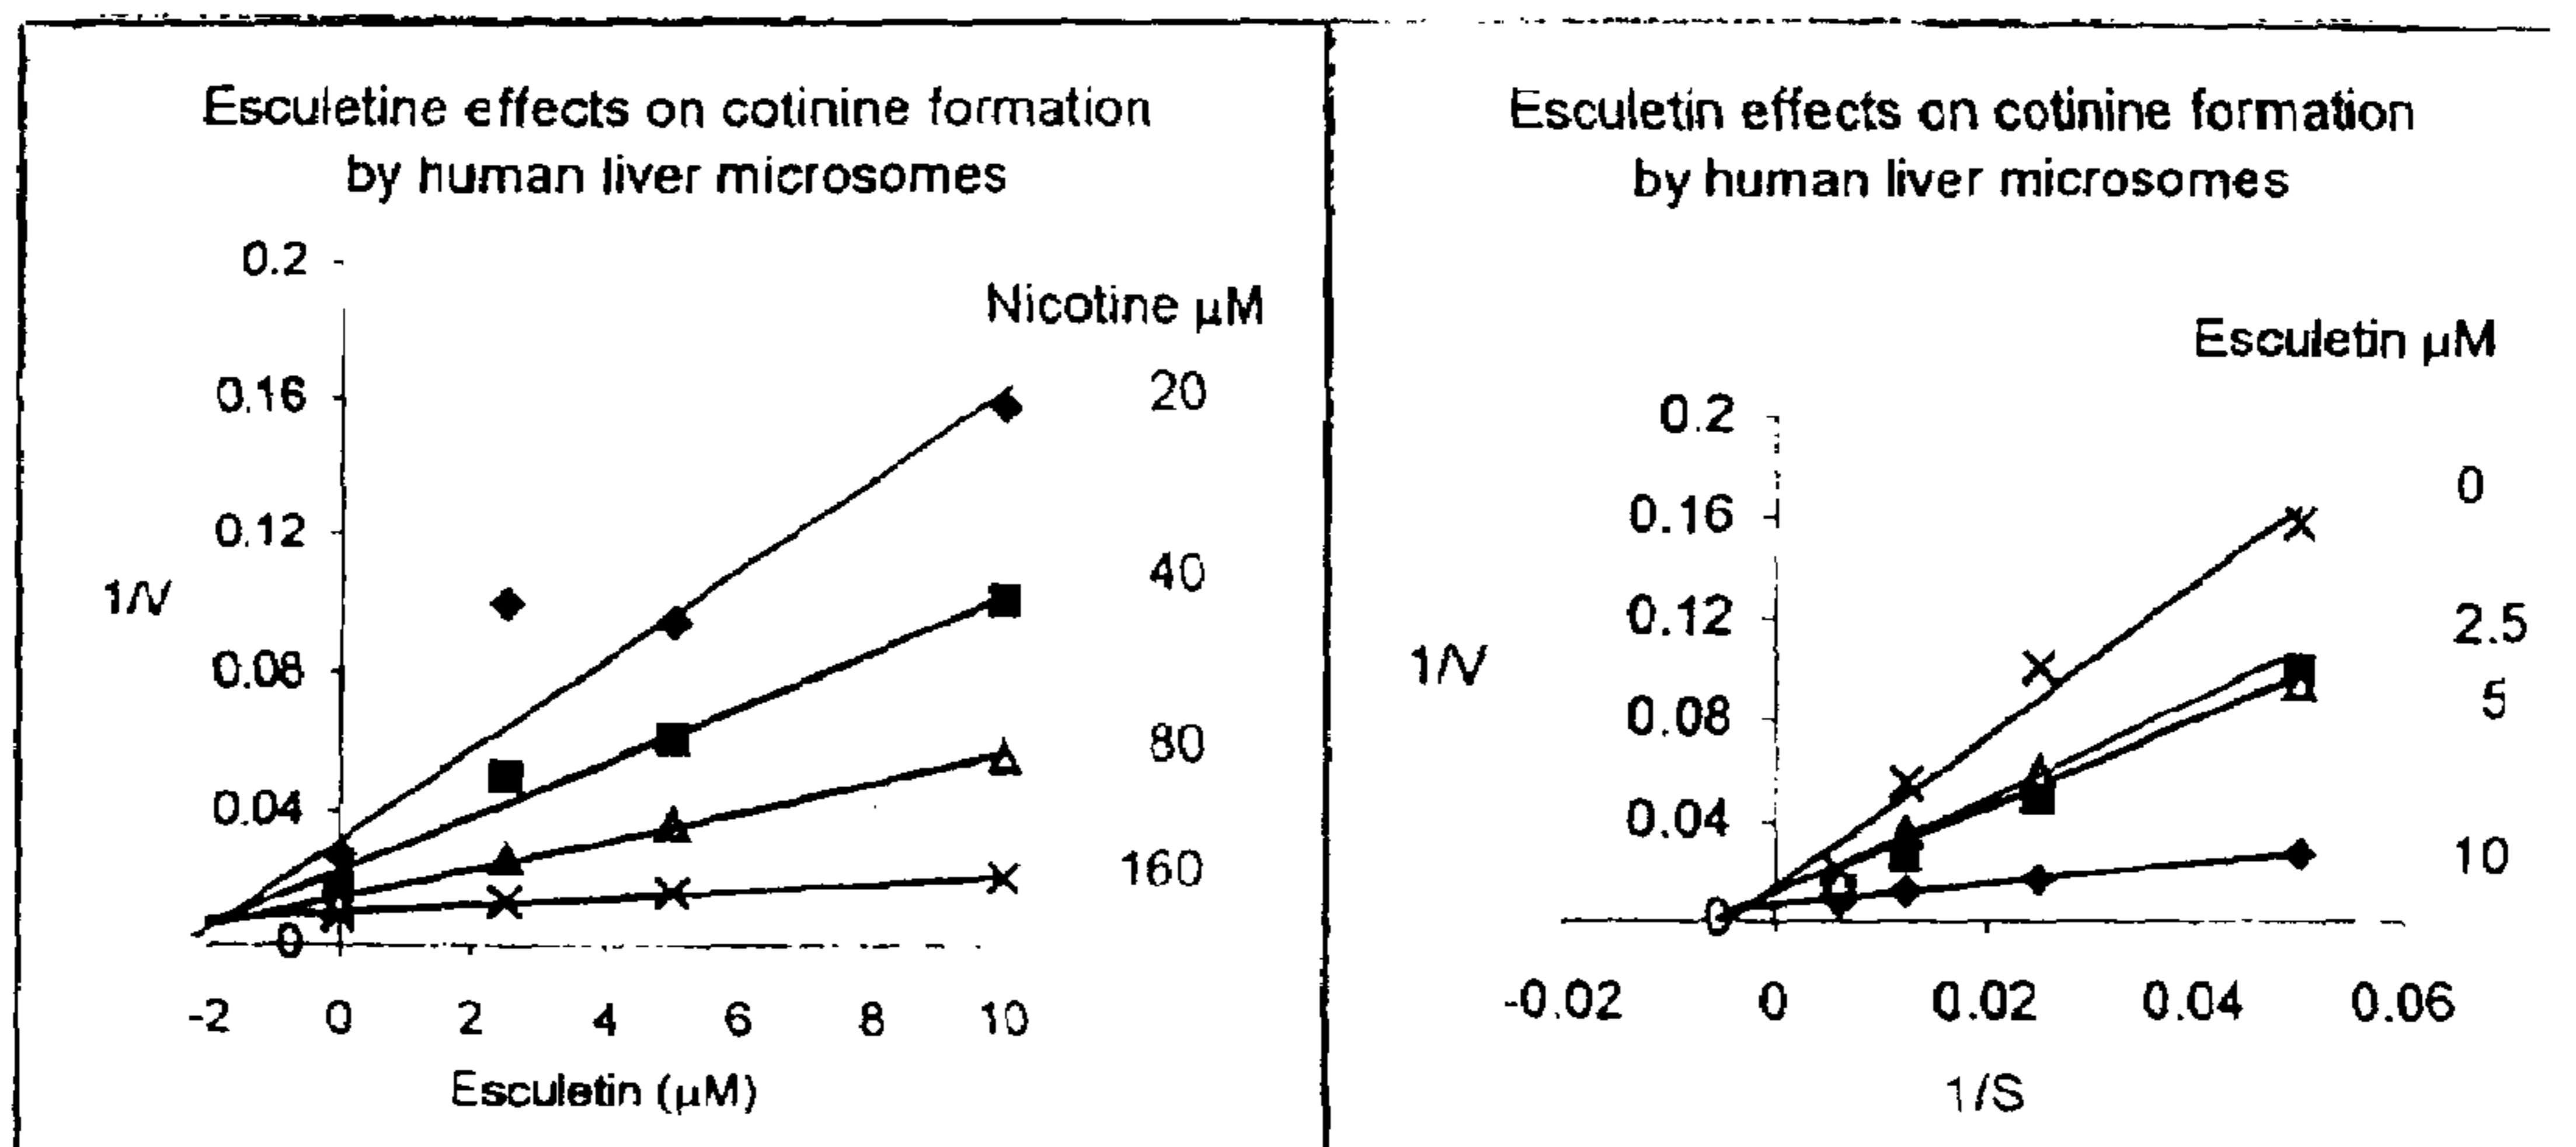 Esculetine effects on cotinine formation
by human liver microsomes
0.2
0.16
0.12
0.08
0.04
0
1/V
Nicotine µM
20
40
80
160
-2 0 2 4 6 8 10
Esculetin (µM)
Esculetin effects on cotinine formation
by human liver microsomes
Esculetin µM
0.2
0.16
0.12
0.08
0.04
0
1/V
0
2.5
5
10
-0.02 0 0.02 0.04 0.06
1/S